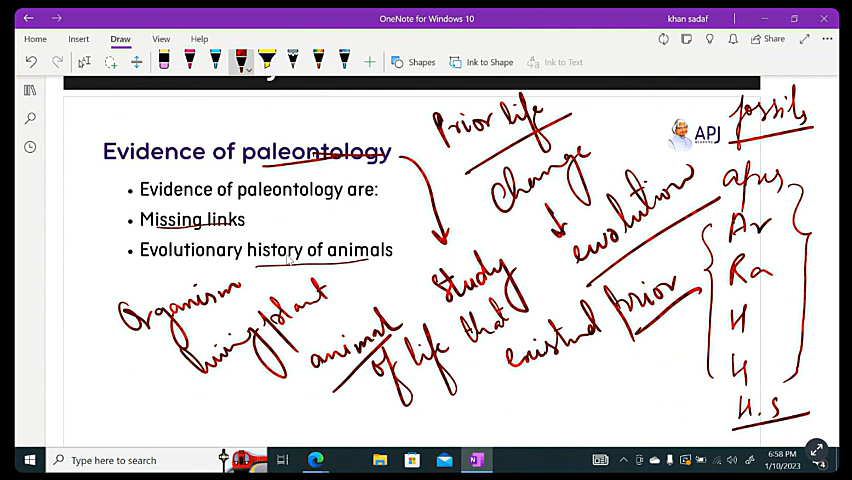 OneNote for Windows 10
khan sadaf
Home Insert Draw View Help
Share
Shapes
Ink to Shape
Ink to Text
Evidence of paleontology
APJ
academy
• Evidence of paleontology are:
• Missing links
• Evolutionary history of animals
Prior life
change
evolution
study
of life that
existed prior
Organism
living plant
animal
fossils
apes
Ar
Ra
H
H
H.S
Type here to search
6:58 PM
1/10/2023
4